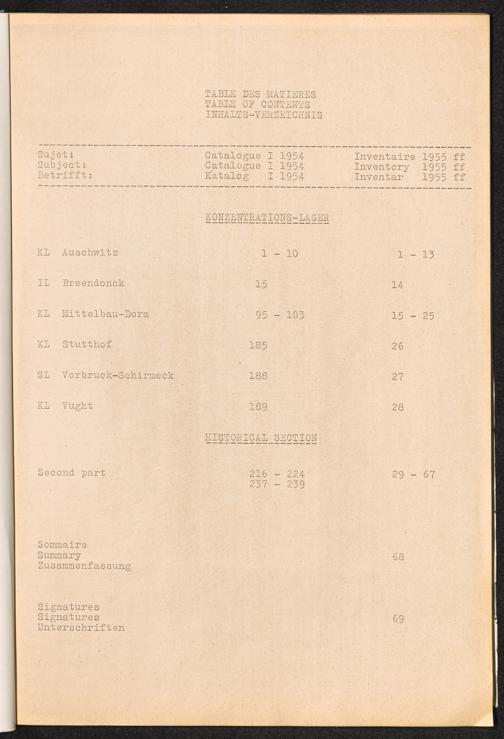 TABLE DES MATIERES
TABLE OF CONTENTS
INHALTS-VERZEICHNIS
Sujet: Catalogue I 1954 Inventaire 1955 ff
Subject: Catalogue I 1954 Inventory 1955 ff
Betrifft: Katalog I 1954 Inventar 1955 ff
KONZENTRATIONS-LAGER
KL Auschwitz 1 - 10 1 - 13
IL Breendonck 15 14
KL Mittelbau-Dora 95 - 103 15 - 25
KL Stutthof 185 26
SL Vorbruck-Schirmeck 188 27
KL Vught 189 28
HISTORICAL SECTION
Second part 216 - 224 29 - 67
237 - 239
Sommaire
Summary 68
Zusammenfassung
Signatures
Signatures 69
Unterschriften